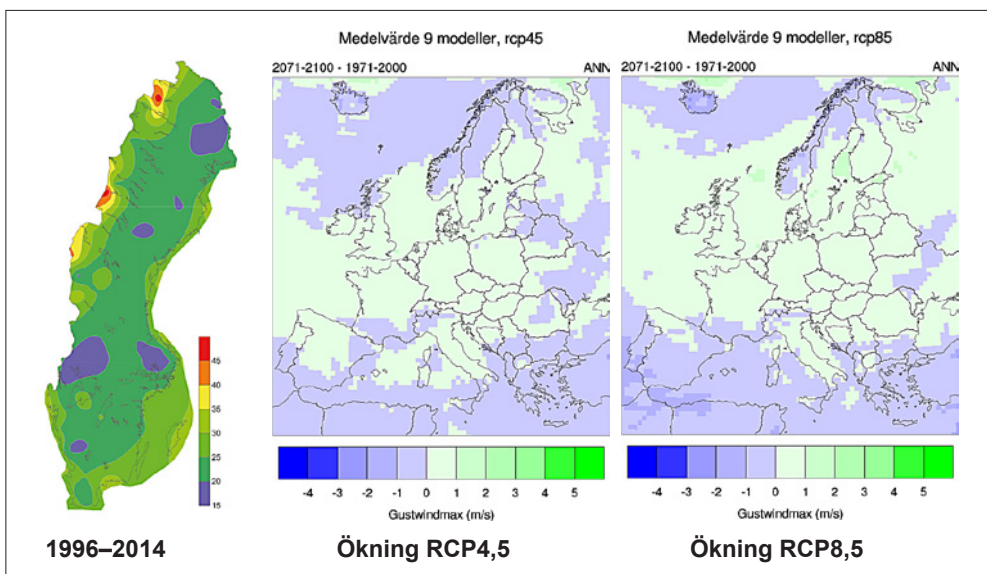 Medelvärde 9 modeller, rcp45
2071-2100 - 1971-2000 ANN
Medelvärde 9 modeller, rcp85
2071-2100 - 1971-2000 ANN
45
40
35
30
25
20
15
-4 -3 -2 -1 0 1 2 3 4 5
Gustwindmax (m/s)
-4 -3 -2 -1 0 1 2 3 4 5
Gustwindmax (m/s)
1996–2014
Ökning RCP4,5
Ökning RCP8,5